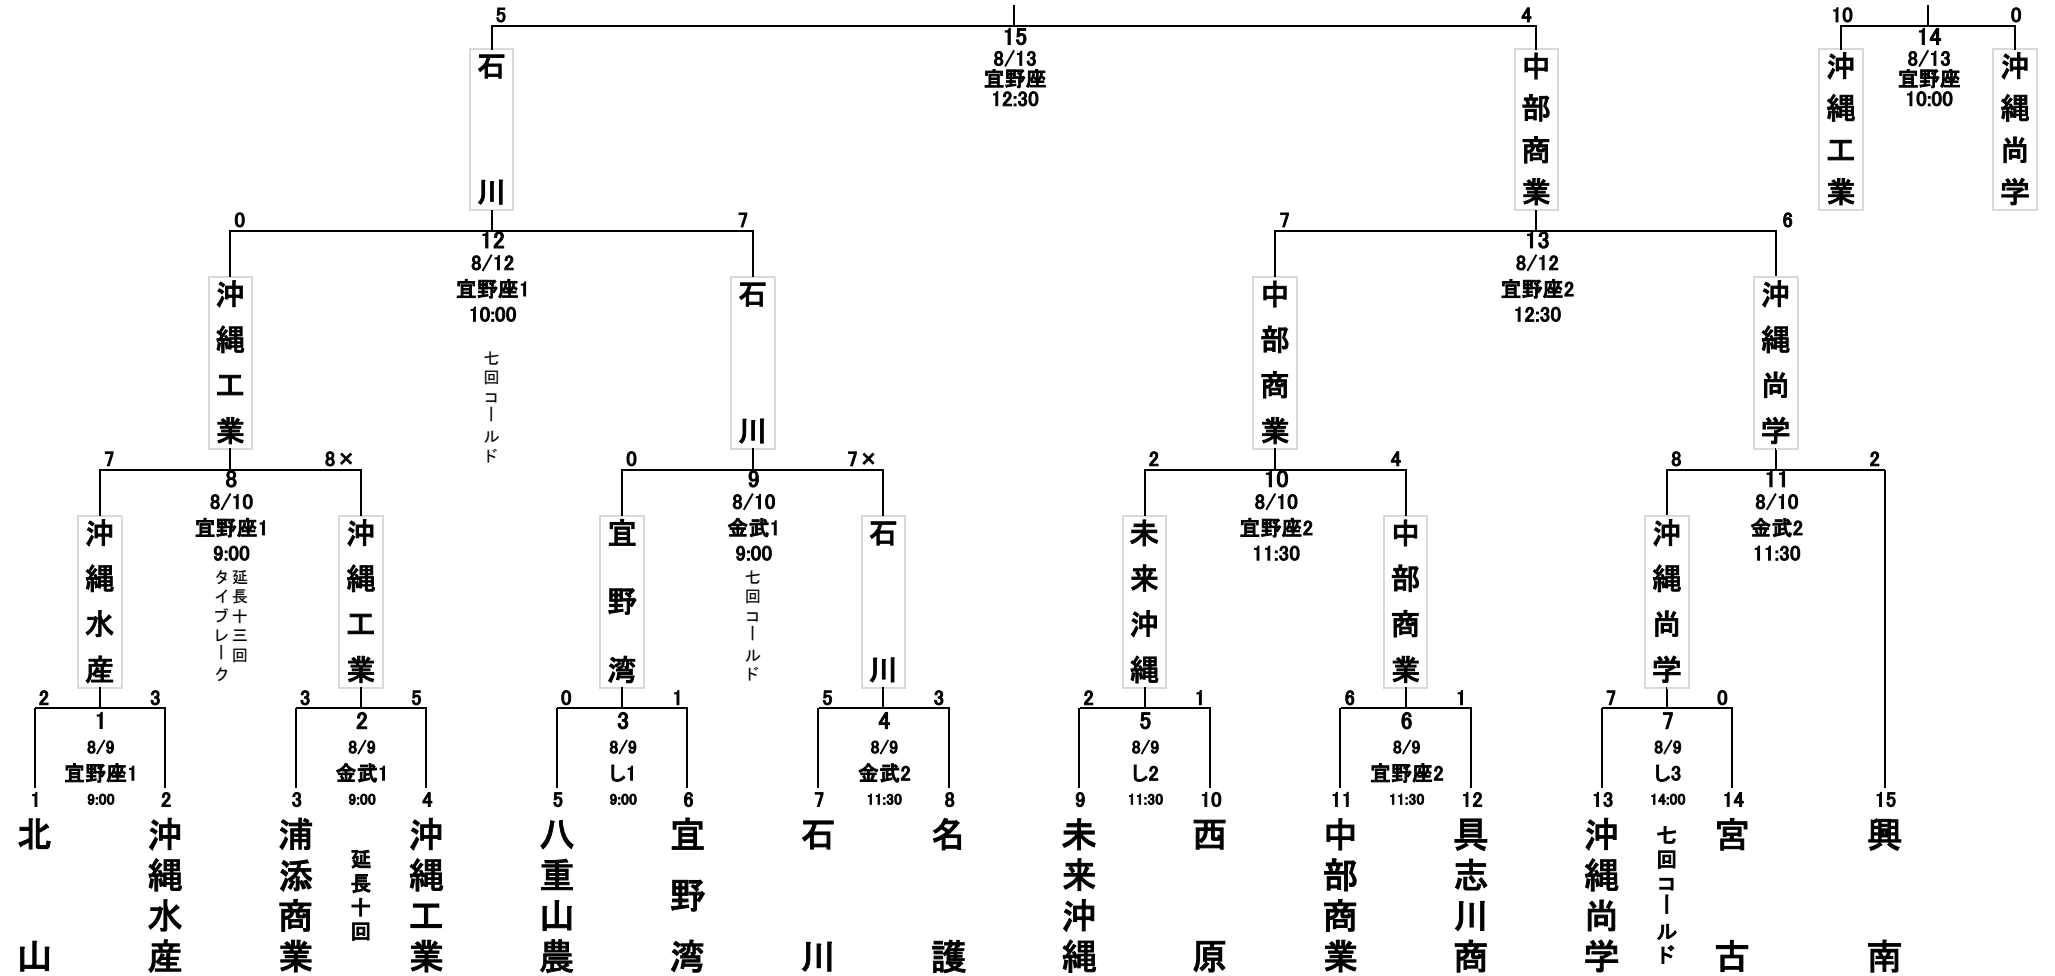 5
4
15
8/13
宜野座
12:30
石川
中部商業
10
0
14
8/13
宜野座
10:00
沖縄工業
沖縄尚学
0
7
12
8/12
宜野座1
10:00
七回コールド
沖縄工業
石川
7
6
13
8/12
宜野座2
12:30
中部商業
沖縄尚学
7
8×
8
8/10
宜野座1
9:00
延長十三回
タイブレーク
沖縄水産
沖縄工業
0
7×
9
8/10
金武1
9:00
七回コールド
宜野湾
石川
2
4
10
8/10
宜野座2
11:30
未来沖縄
中部商業
8
2
11
8/10
金武2
11:30
沖縄尚学
2
3
1
8/9
宜野座1
9:00
3
5
2
8/9
金武1
9:00
延長十回
0
1
3
8/9
し1
9:00
5
3
4
8/9
金武2
11:30
2
1
5
8/9
し2
11:30
6
1
6
8/9
宜野座2
11:30
7
0
7
8/9
し3
14:00
七回コールド
1
北山
2
沖縄水産
3
浦添商業
4
沖縄工業
5
八重山農
6
宜野湾
7
石川
8
名護
9
未来沖縄
10
西原
11
中部商業
12
具志川商
13
沖縄尚学
14
宮古
15
興南